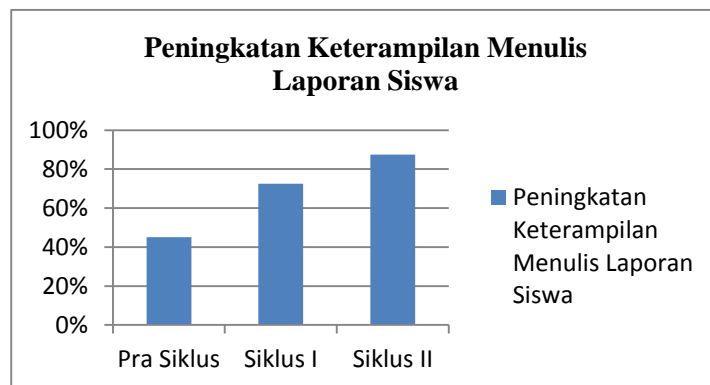 Peningkatan Keterampilan Menulis
Laporan Siswa
100%
80%
60%
40%
20%
0%
Pra Siklus Siklus I Siklus II
Peningkatan
Keterampilan
Menulis Laporan
Siswa